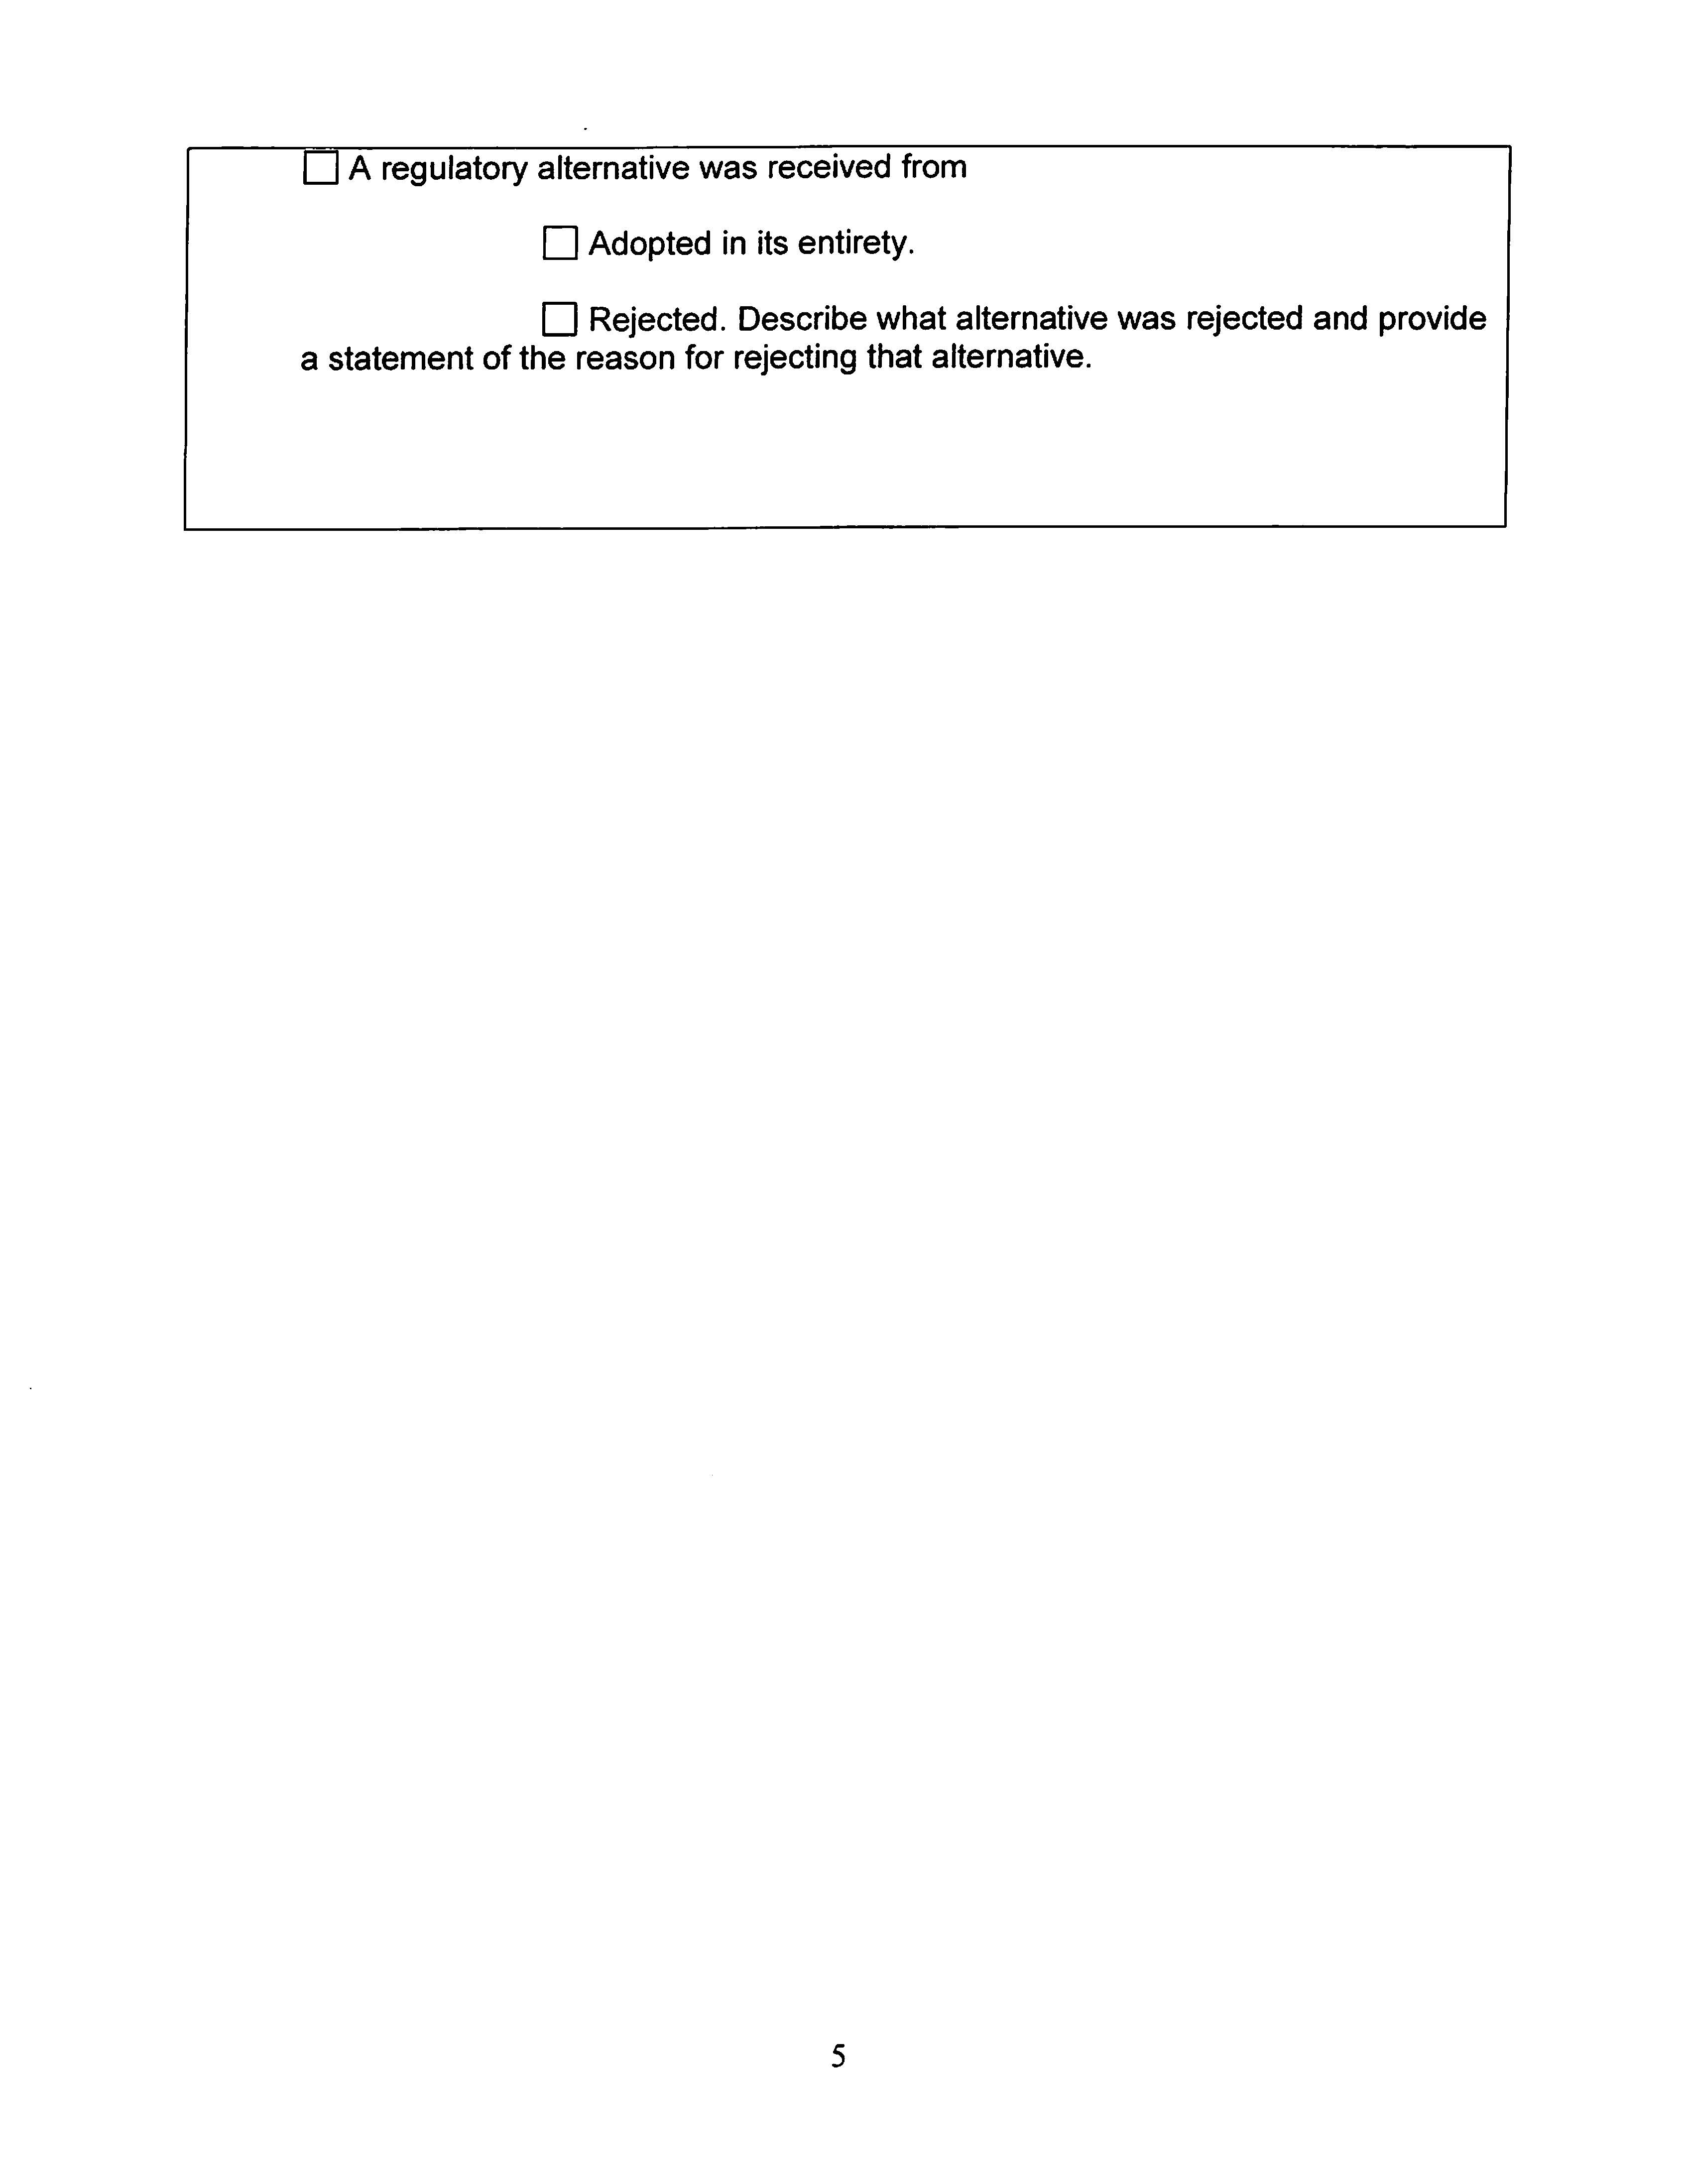 ☐ A regulatory alternative was received from
☐ Adopted in its entirety.
☐ Rejected. Describe what alternative was rejected and provide
a statement of the reason for rejecting that alternative.
5